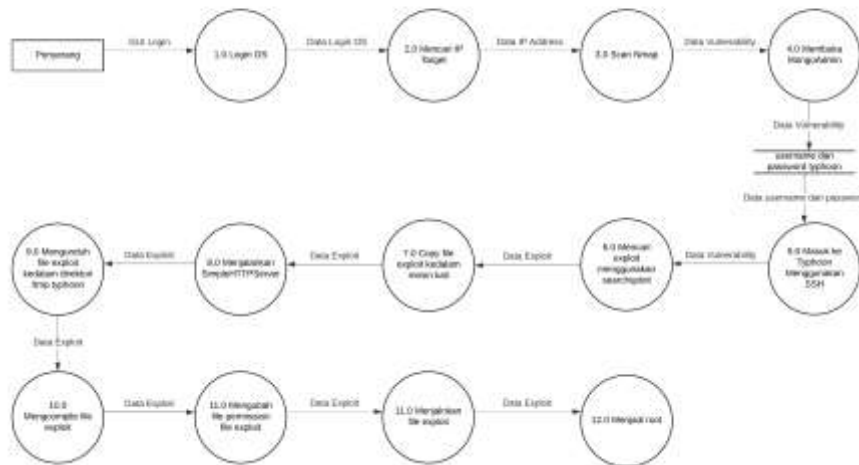 Penyerang
GUI Login
1.0 Login OS
Data Login OS
2.0 Mencari IP
Target
Data IP Address
3.0 Scan Nmap
Data Vulnerability
4.0 Membuka
MongoAdmin
Data Vulnerability
username dan
password typhoon
Data username dan password
5.0 Masuk ke
Typhoon
Menggunakan
SSH
Data Vulnerability
6.0 Mencari
exploit
menggunakan
searchsploit
Data Exploit
7.0 Copy file
exploit kedalam
Data Exploit
8.0 Menjalankan
SimpleHTTPServer
Data Exploit
9.0 Mengunduh
file exploit
kedalam direktori
/tmp typhoon
Data Exploit
10.0
Mengcompile file
exploit
Data Exploit
11.0 Mengubah
file permission
file exploit
Data Exploit
11.0 Menjalankan
file exploit
Data Exploit
12.0 Menjadi root